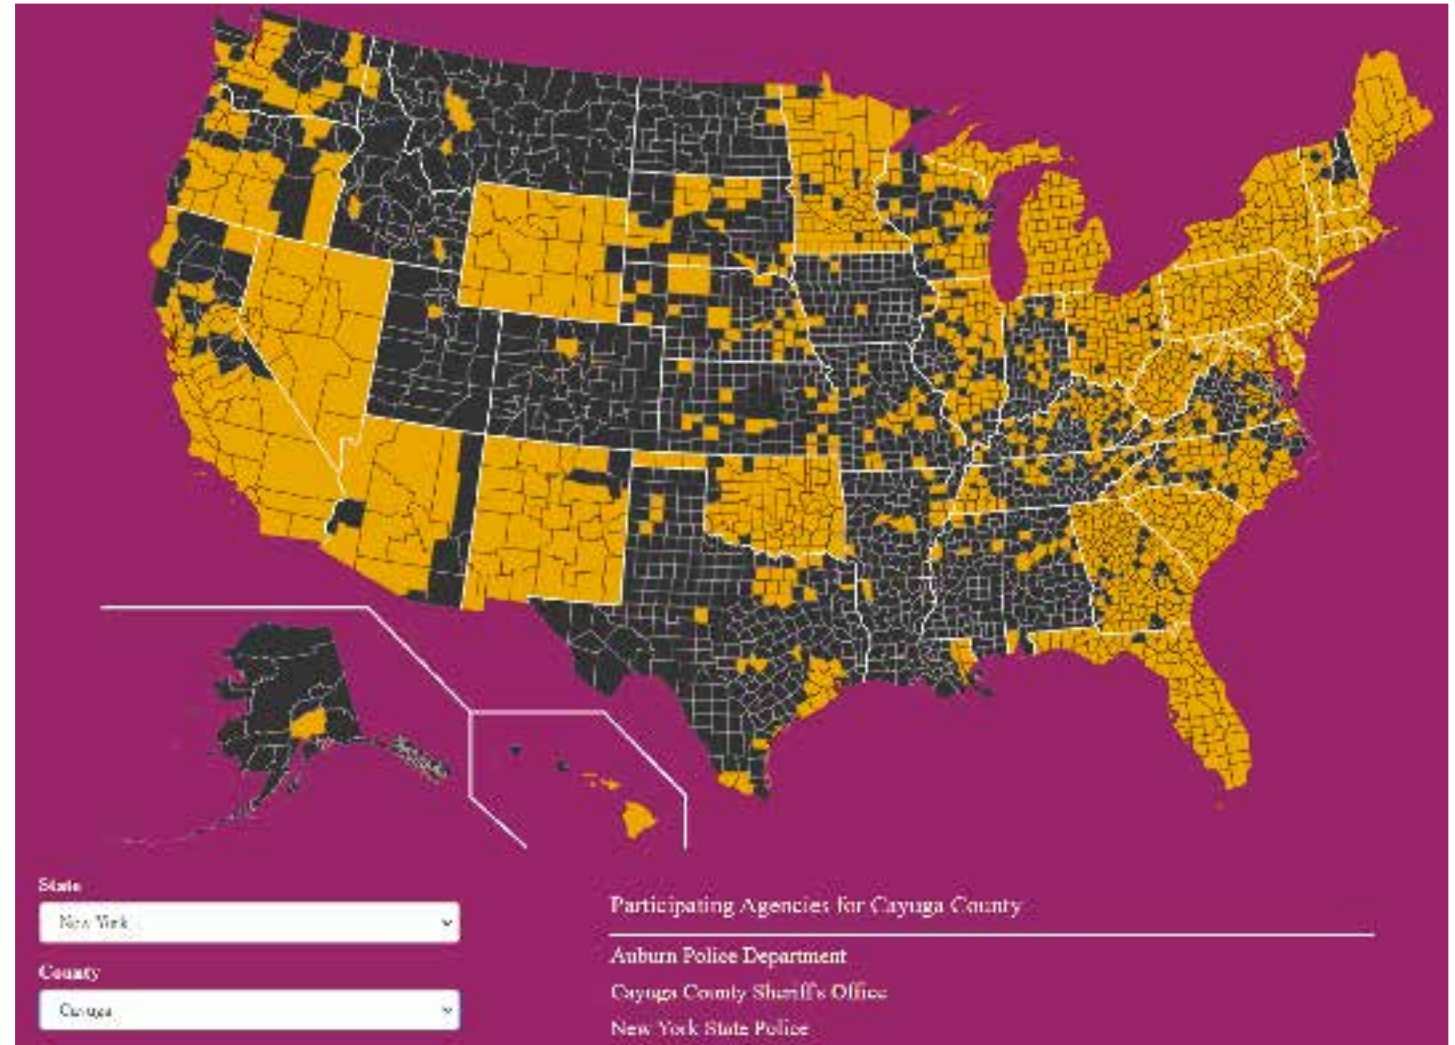 State
New York
County
Cayuga
Participating Agencies for Cayuga County
Auburn Police Department
Cayuga County Sheriff's Office
New York State Police